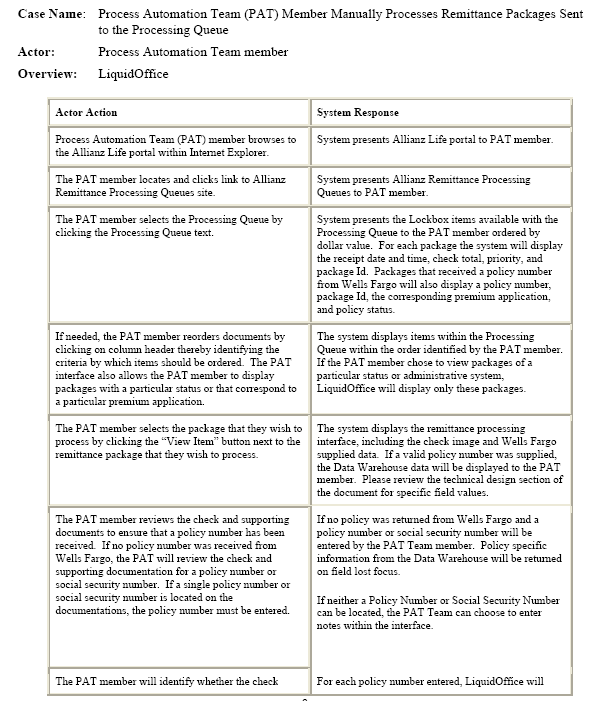 Case Name: Process Automation Team (PAT) Member Manually Processes Remittance Packages Sent
to the Processing Queue
Actor: Process Automation Team member
Overview: LiquidOffice
Actor Action
System Response
Process Automation Team (PAT) member browses to
the Allianz Life portal within Internet Explorer.
System presents Allianz Life portal to PAT member.
The PAT member locates and clicks link to Allianz
Remittance Processing Queues site.
System presents Allianz Remittance Processing
Queues to PAT member.
The PAT member selects the Processing Queue by
clicking the Processing Queue text.
System presents the Lockbox items available with the
Processing Queue to the PAT member ordered by
dollar value. For each package the system will display
the receipt date and time, check total, priority, and
package Id. Packages that received a policy number
from Wells Fargo will also display a policy number,
package Id, the corresponding premium application,
and policy status.
If needed, the PAT member reorders documents by
clicking on column header thereby identifying the
criteria by which items should be ordered. The PAT
interface also allows the PAT member to display
packages with a particular status or that correspond to
a particular premium application.
The system displays items within the Processing
Queue within the order identified by the PAT member.
If the PAT member chose to view packages of a
particular status or administrative system,
LiquidOffice will display only these packages.
The PAT member selects the package that they wish to
process by clicking the “View Item” button next to the
remittance package that they wish to process.
The system displays the remittance processing
interface, including the check image and Wells Fargo
supplied data. If a valid policy number was supplied,
the Data Warehouse data will be displayed to the PAT
member. Please review the technical design section of
the document for specific field values.
The PAT member reviews the check and supporting
documents to ensure that a policy number has been
received. If no policy number was received from
Wells Fargo, the PAT will review the check and
supporting documentation for a policy number or
social security number. If a single policy number or
social security number is located on the
documentations, the policy number must be entered.
If no policy was returned from Wells Fargo and a
policy number or social security number will be
entered by the PAT Team member. Policy specific
information from the Data Warehouse will be returned
on field lost focus.
If neither a Policy Number or Social Security Number
can be located, the PAT Team can choose to enter
notes within the interface.
The PAT member will identify whether the check
For each policy number entered, LiquidOffice will